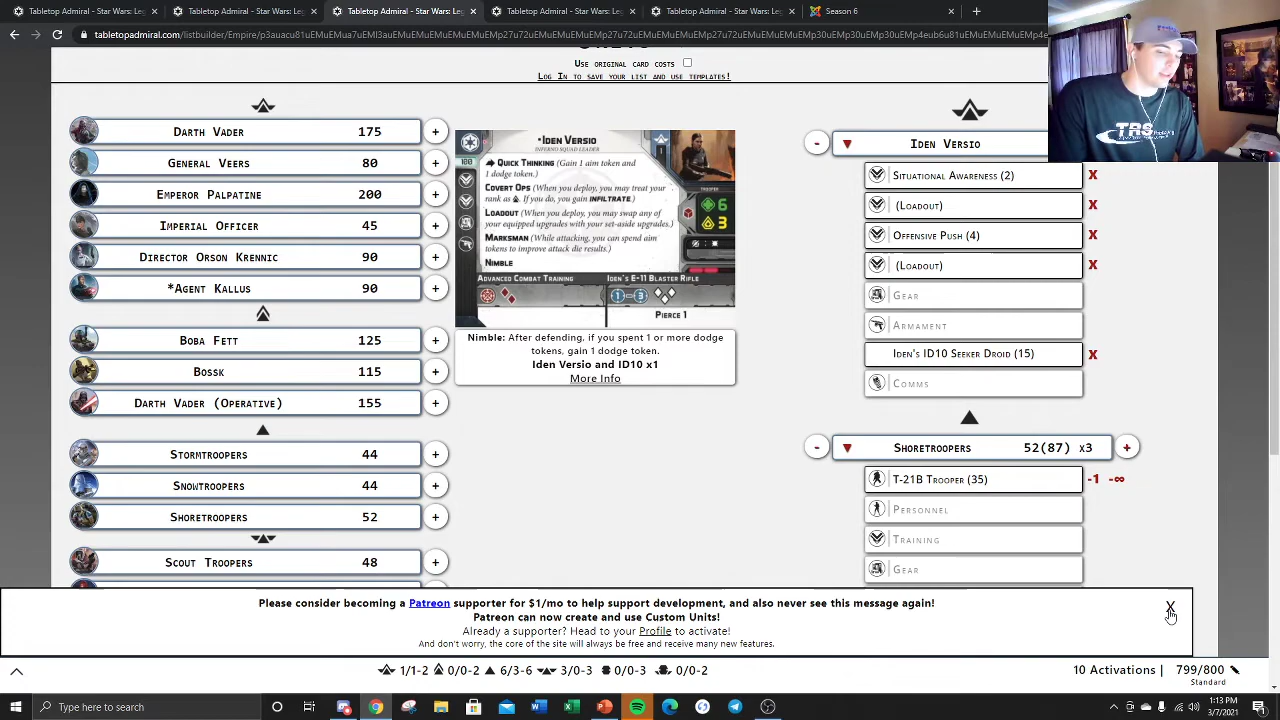 Tabletop Admiral - Star Wars: Leg
Tabletop Admiral - Star Wars: Leg
Tabletop Admiral - Star Wars: Leg
Tabletop Admiral - Star Wars: Leg
Tabletop Admiral - Star Wars: Leg
Season 6
Use original card costs
Log In to save your list and use templates!
Darth Vader 175 +
General Veers 80 +
Emperor Palpatine 200 +
Imperial Officer 45 +
Director Orson Krennic 90 +
*Agent Kallus 90 +
Boba Fett 125 +
Bossk 115 +
Darth Vader (Operative) 155 +
Stormtroopers 44 +
Snowtroopers 44 +
Shoretroopers 52 +
Scout Troopers 48 +
•Iden Versio
Inferno Squad Leader
100
Quick Thinking (Gain 1 aim token and
1 dodge token.)
Covert Ops (When you deploy, you may treat your
rank as . If you do, you gain Infiltrate.)
Loadout (When you deploy, you may swap any of
your equipped upgrades with your set-aside upgrades.)
Marksman (While attacking, you can spend aim
tokens to improve attack die results.)
Nimble
1
Trooper
6
3
Advanced Combat Training
Iden's E-11 Blaster Rifle
1 3
Pierce 1
Nimble: After defending, if you spent 1 or more dodge
tokens, gain 1 dodge token.
Iden Versio and ID10 x1
More Info
- Iden Versio
Situational Awareness (2) X
(Loadout) X
Offensive Push (4) X
(Loadout) X
Gear
Armament
Iden's ID10 Seeker Droid (15) X
Comms
- Shoretroopers 52(87) x3 +
T-21B Trooper (35) -1 -∞
Personnel
Training
Gear
Please consider becoming a Patreon supporter for $1/mo to help support development, and also never see this message again!
Patreon can now create and use Custom Units!
Already a supporter? Head to your Profile to activate!
And don't worry, the core of the site will always be free and receive many new features.
X
1/1-2 0/0-2 6/3-6 3/0-3 0/0-3 0/0-2
10 Activations | 799/800
Standard
Type here to search
1:13 PM
3/7/2021